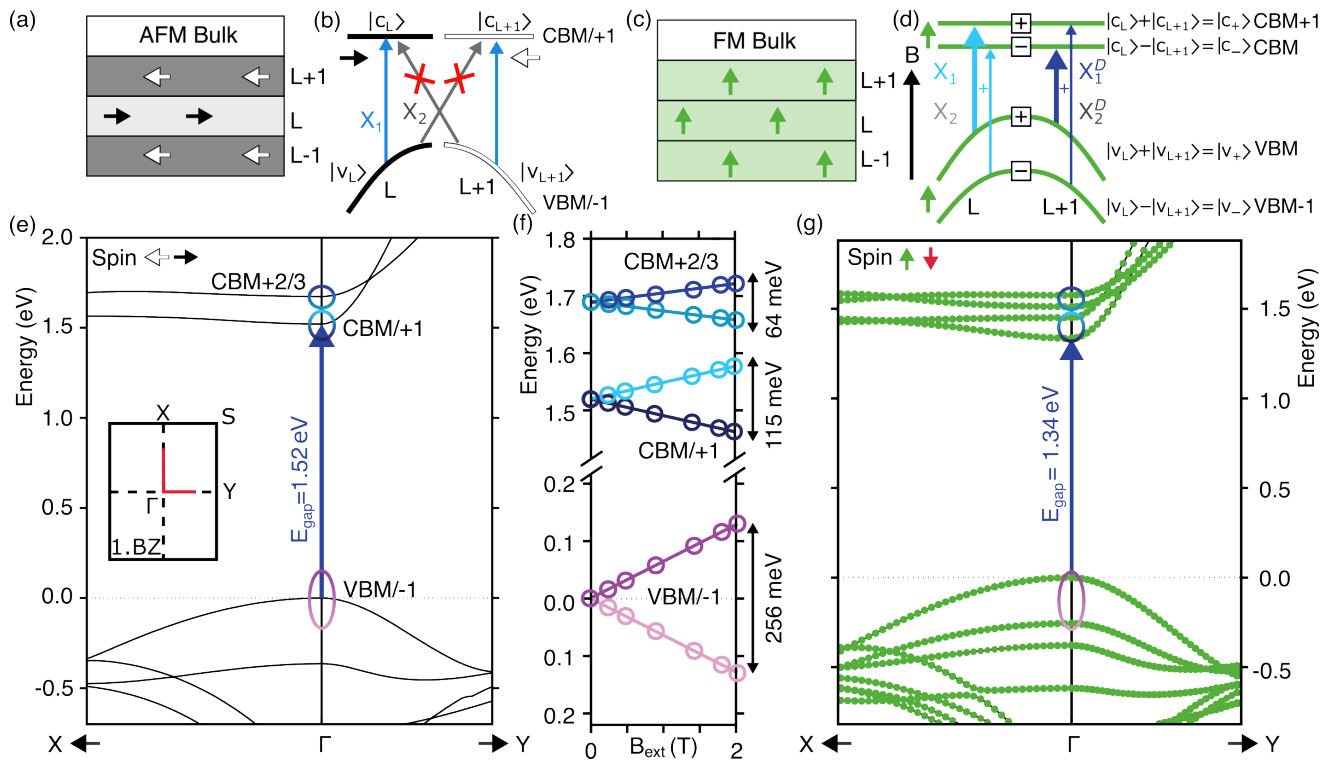 (a)
AFM Bulk
L+1
L
L-1
(b)
|c_L⟩
|c_{L+1}⟩
CBM/+1
X_1
X_2
|v_L⟩
L
L+1
|v_{L+1}⟩
VBM/-1
(c)
FM Bulk
L+1
L
L-1
(d)
B
+
|c_L⟩+|c_{L+1}⟩=|c_+⟩ CBM+1
-
|c_L⟩-|c_{L+1}⟩=|c_-⟩ CBM
X_1
+
+
X_1^D
X_2
X_2^D
+
|v_L⟩+|v_{L+1}⟩=|v_+⟩ VBM
-
L
L+1
|v_L⟩-|v_{L+1}⟩=|v_-⟩ VBM-1
(e)
2.0
1.5
1.0
0.5
0.0
-0.5
Energy (eV)
Spin
CBM+2/3
CBM/+1
E_gap=1.52 eV
X
S
Γ
Y
1.BZ
VBM/-1
X
Γ
Y
(f)
1.8
1.7
1.6
1.5
0.2
0.1
0.0
0.1
0.2
Energy (eV)
CBM+2/3
64 meV
115 meV
CBM/+1
VBM/-1
256 meV
0
B_ext (T)
2
(g)
Spin
E_gap = 1.34 eV
1.5
1.0
0.5
0.0
-0.5
Energy (eV)
X
Γ
Y